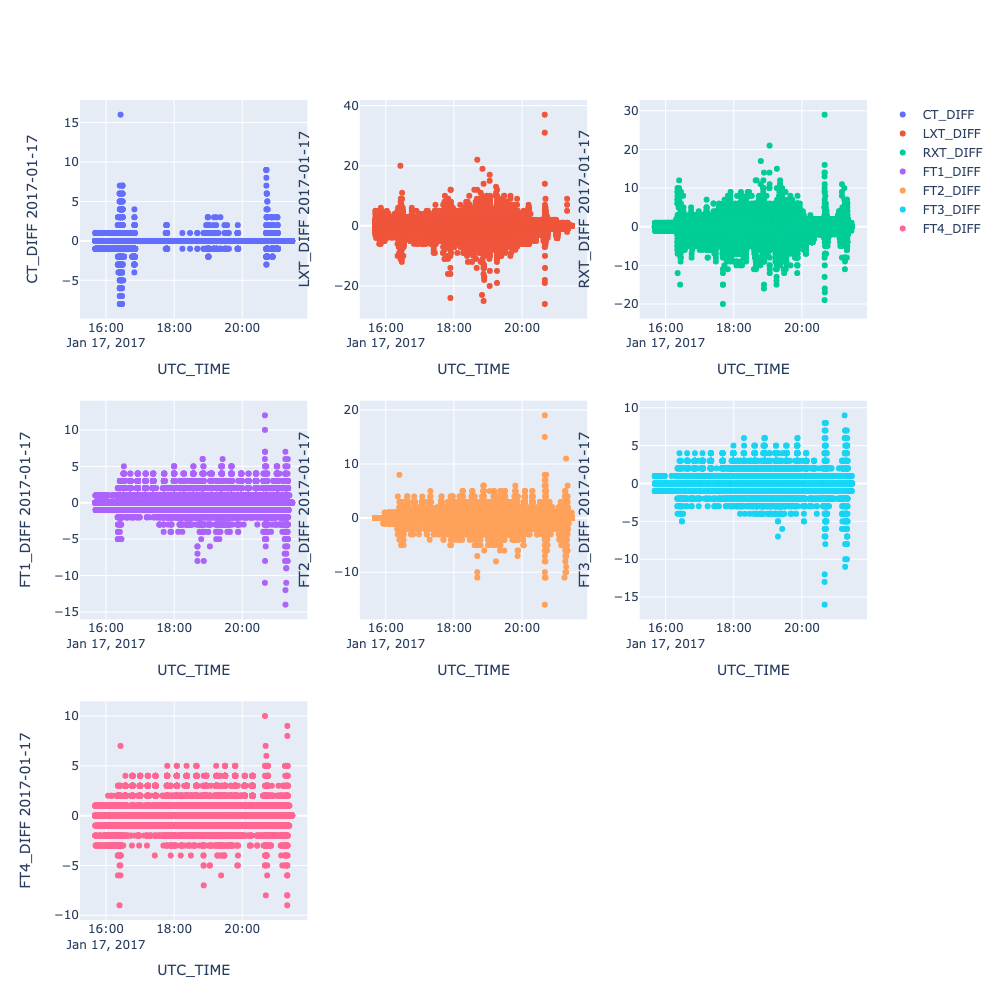 CT_DIFF 2017-01-17
15
10
5
0
−5
16:00
18:00
20:00
Jan 17, 2017
UTC_TIME
LXT_DIFF 2017-01-17
40
20
0
−20
16:00
18:00
20:00
Jan 17, 2017
UTC_TIME
RXT_DIFF 2017-01-17
30
20
10
0
−10
−20
16:00
18:00
20:00
Jan 17, 2017
UTC_TIME
CT_DIFF
LXT_DIFF
RXT_DIFF
FT1_DIFF
FT2_DIFF
FT3_DIFF
FT4_DIFF
FT1_DIFF 2017-01-17
10
5
0
−5
−10
−15
16:00
18:00
20:00
Jan 17, 2017
UTC_TIME
FT2_DIFF 2017-01-17
20
10
0
−10
16:00
18:00
20:00
Jan 17, 2017
UTC_TIME
FT3_DIFF 2017-01-17
10
5
0
−5
−10
−15
16:00
18:00
20:00
Jan 17, 2017
UTC_TIME
FT4_DIFF 2017-01-17
10
5
0
−5
−10
16:00
18:00
20:00
Jan 17, 2017
UTC_TIME